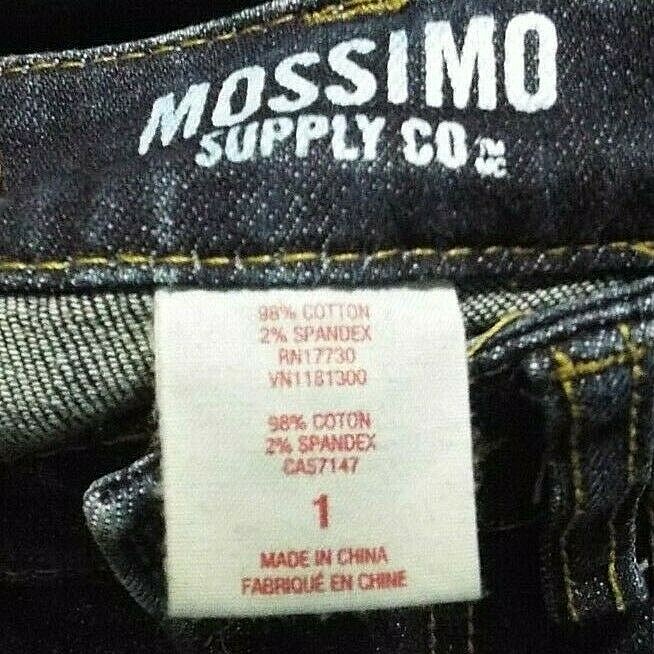 MOSSIMO
SUPPLY CO MC
98% COTTON
2% SPANDEX
RN17730
VN1181300
98% COTON
2% SPANDEX
CA57147
1
MADE IN CHINA
FABRIQUÉ EN CHINE